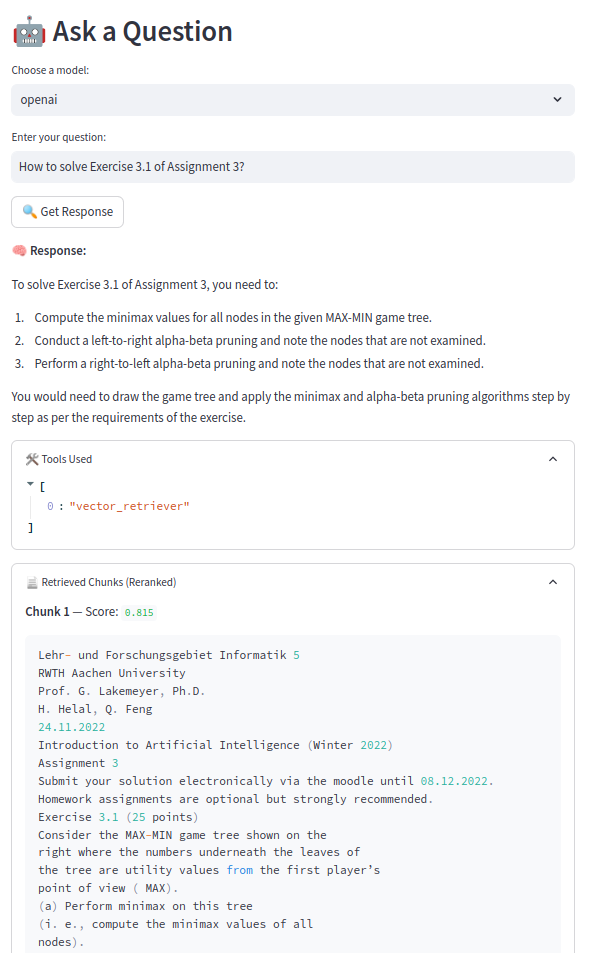 🤖 Ask a Question
Choose a model:
openai
Enter your question:
How to solve Exercise 3.1 of Assignment 3?
🔍 Get Response
🧠 Response:
To solve Exercise 3.1 of Assignment 3, you need to:
1. Compute the minimax values for all nodes in the given MAX-MIN game tree.
2. Conduct a left-to-right alpha-beta pruning and note the nodes that are not examined.
3. Perform a right-to-left alpha-beta pruning and note the nodes that are not examined.
You would need to draw the game tree and apply the minimax and alpha-beta pruning algorithms step by
step as per the requirements of the exercise.
🛠️ Tools Used
[
0 : "vector_retriever"
]
📄 Retrieved Chunks (Reranked)
Chunk 1 — Score: 0.815
Lehr- und Forschungsgebiet Informatik 5
RWTH Aachen University
Prof. G. Lakemeyer, Ph.D.
H. Helal, Q. Feng
24.11.2022
Introduction to Artificial Intelligence (Winter 2022)
Assignment 3
Submit your solution electronically via the moodle until 08.12.2022.
Homework assignments are optional but strongly recommended.
Exercise 3.1 (25 points)
Consider the MAX-MIN game tree shown on the
right where the numbers underneath the leaves of
the tree are utility values from the first player’s
point of view ( MAX).
(a) Perform minimax on this tree
(i. e., compute the minimax values of all
nodes).